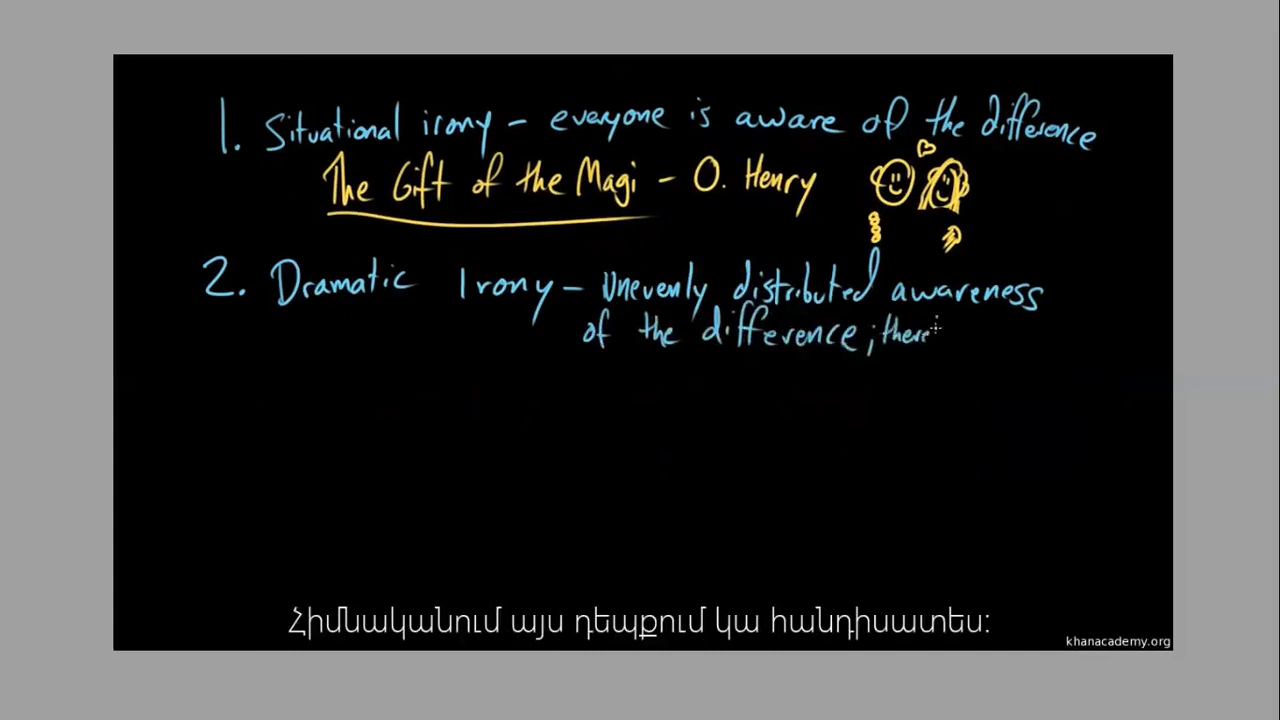 1. Situational irony - everyone is aware of the difference
The Gift of the Magi - O. Henry
2. Dramatic Irony - Unevenly distributed awareness
of the difference; there
Հիմնականում այս դեպքում կա հանդիսատես:
khanacademy.org